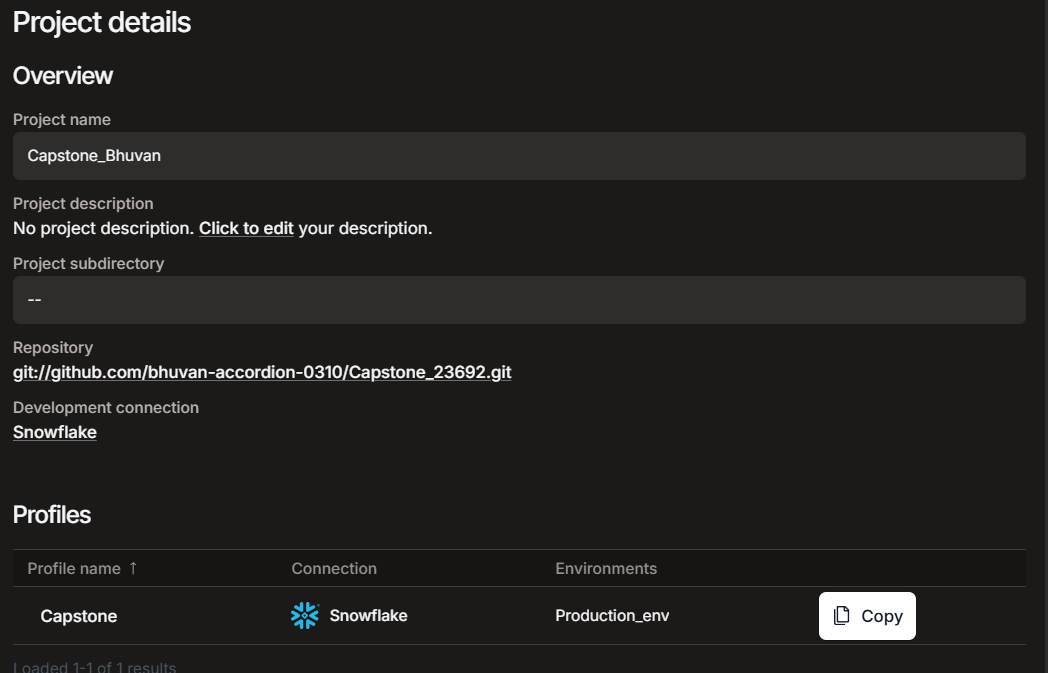 Project details
Overview
Project name
Capstone_Bhuvan
Project description
No project description. Click to edit your description.
Project subdirectory
--
Repository
git://github.com/bhuvan-accordion-0310/Capstone_23692.git
Development connection
Snowflake
Profiles
Profile name ↑ Connection Environments
Capstone Snowflake Production_env Copy
Loaded 1-1 of 1 results